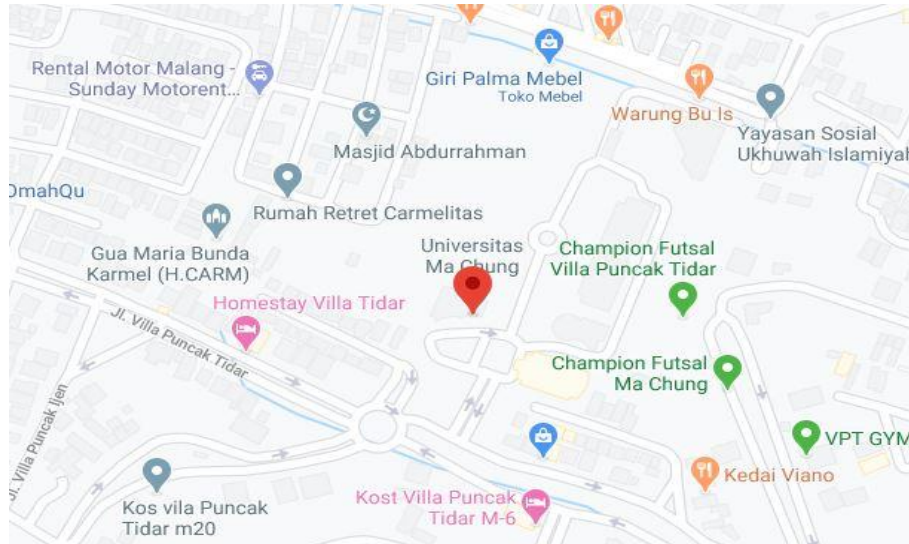 Rental Motor Malang -
Sunday Motorent...
Giri Palma Mebel
Toko Mebel
Warung Bu Is
Yayasan Sosial
Ukhuwah Islamiyah
Masjid Abdurrahman
OmahQu
Rumah Retret Carmelitas
Gua Maria Bunda
Karmel (H.CARM)
Universitas
Ma Chung
Champion Futsal
Villa Puncak Tidar
Homestay Villa Tidar
Jl. Villa Puncak Tidar
Champion Futsal
Ma Chung
Jl. Villa Puncak Ijen
VPT GYM
Kedai Viano
Kos vila Puncak
Tidar m20
Kost Villa Puncak
Tidar M-6